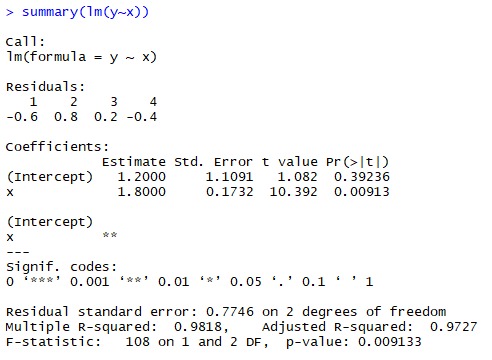 > summary(lm(y~x))
Call:
lm(formula = y ~ x)
Residuals:
1 2 3 4
-0.6 0.8 0.2 -0.4
Coefficients:
Estimate Std. Error t value Pr(>|t|)
(Intercept) 1.2000 1.1091 1.082 0.39236
x 1.8000 0.1732 10.392 0.00913
(Intercept)
x **
---
Signif. codes:
0 ‘***’ 0.001 ‘**’ 0.01 ‘*’ 0.05 ‘.’ 0.1 ‘ ’ 1
Residual standard error: 0.7746 on 2 degrees of freedom
Multiple R-squared: 0.9818, Adjusted R-squared: 0.9727
F-statistic: 108 on 1 and 2 DF, p-value: 0.009133